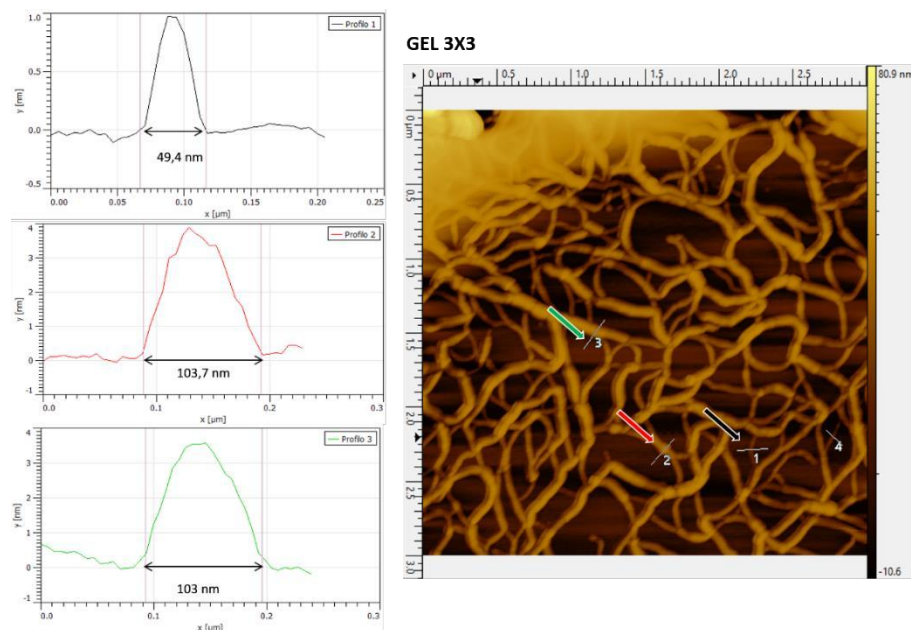 Profilo 1
1.0
0.5
0.0
-0.5
y [nm]
49,4 nm
0.00 0.05 0.10 0.15 0.20 0.25
x [µm]
Profilo 2
4
3
2
1
0
y [nm]
103,7 nm
0.0 0.1 0.2 0.3
x [µm]
Profilo 3
4
3
2
1
0
-1
y [nm]
103 nm
0.0 0.1 0.2 0.3
x [µm]
GEL 3X3
0 µm 0.5 1.0 1.5 2.0 2.5
80.9 nm
0 µm
0.5
1.0
1.5
2.0
2.5
3.0
3
2
1
4
-10.6